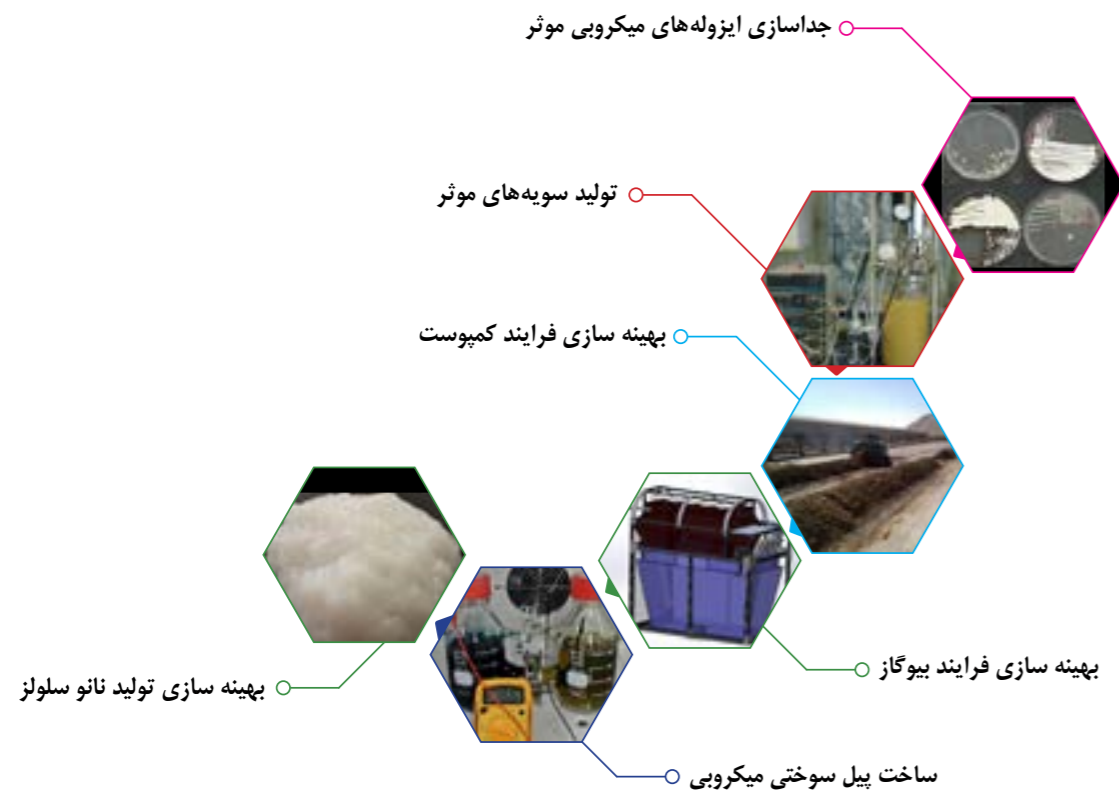 جداسازی ایزوله‌های میکروبی موثر
تولید سویه‌های موثر
بهینه سازی فرایند کمپوست
بهینه سازی فرایند بیوگاز
ساخت پیل سوختی میکروبی
بهینه سازی تولید نانو سلولز